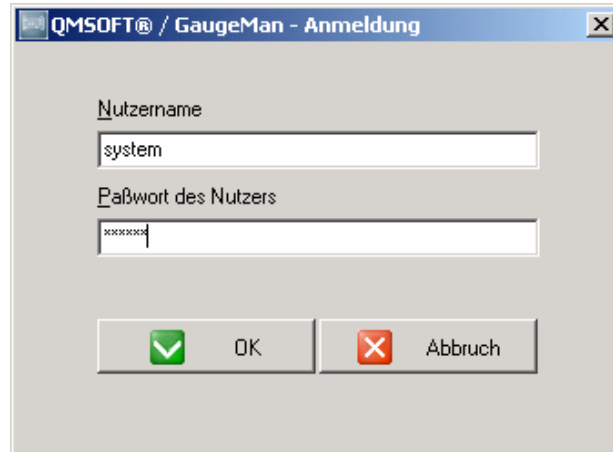 QMSOFT® / GaugeMan - Anmeldung
Nutzername
system
Paßwort des Nutzers
******
OK
Abbruch